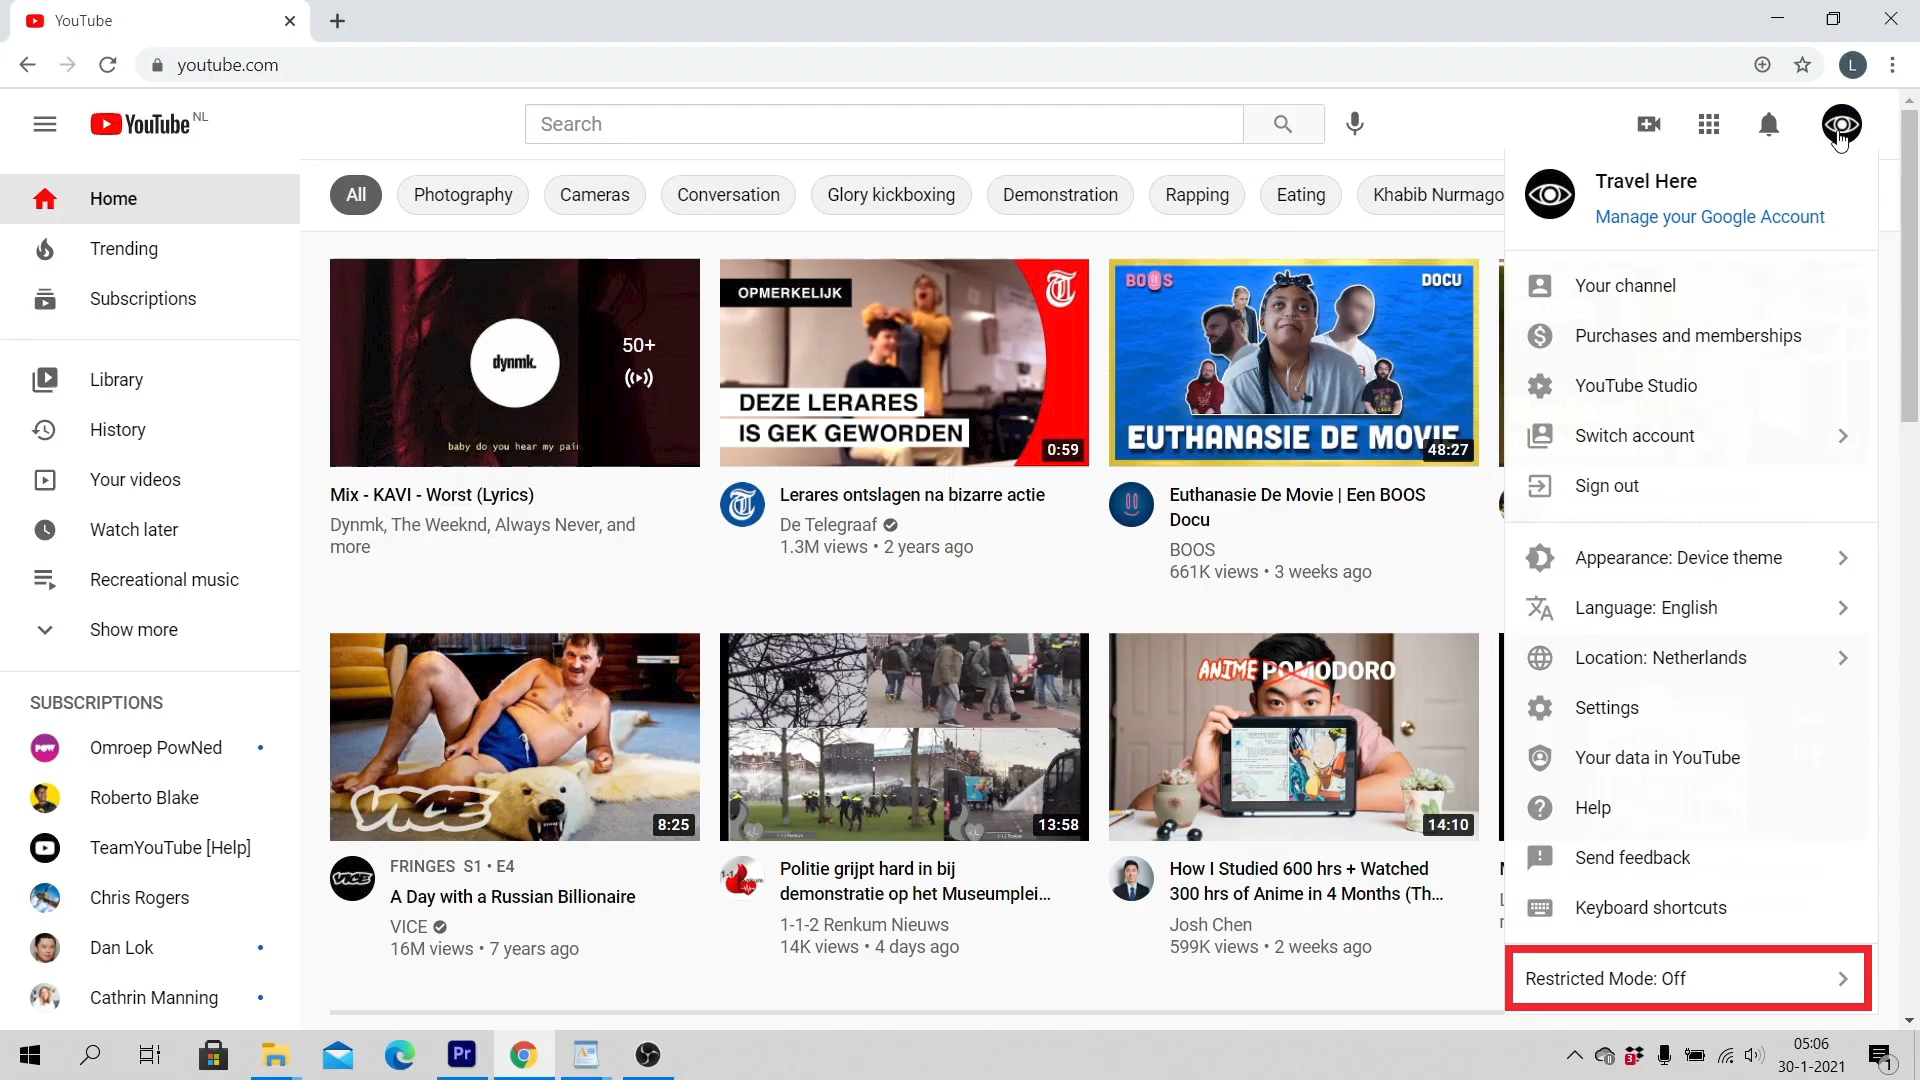 YouTube
youtube.com
L
YouTube NL
Search
Home
Trending
Subscriptions
Library
History
Your videos
Watch later
Recreational music
Show more
SUBSCRIPTIONS
Omroep PowNed
Roberto Blake
TeamYouTube [Help]
Chris Rogers
Dan Lok
Cathrin Manning
All
Photography
Cameras
Conversation
Glory kickboxing
Demonstration
Rapping
Eating
Khabib Nurmago
dynmk.
50+
baby do you hear my pain
Mix - KAVI - Worst (Lyrics)
Dynmk, The Weeknd, Always Never, and
more
OPMERKELIJK
DEZE LERARES
IS GEK GEWORDEN
0:59
Lerares ontslagen na bizarre actie
De Telegraaf
1.3M views • 2 years ago
BOOS
DOCU
EUTHANASIE DE MOVIE
48:27
Euthanasie De Movie | Een BOOS
Docu
BOOS
661K views • 3 weeks ago
VICE
8:25
VICE
FRINGES S1 • E4
A Day with a Russian Billionaire
VICE
16M views • 7 years ago
13:58
Politie grijpt hard in bij
demonstratie op het Museumplei...
1-1-2 Renkum Nieuws
14K views • 4 days ago
ANIME POMODORO
14:10
How I Studied 600 hrs + Watched
300 hrs of Anime in 4 Months (Th...
Josh Chen
599K views • 2 weeks ago
Travel Here
Manage your Google Account
Your channel
Purchases and memberships
YouTube Studio
Switch account
Sign out
Appearance: Device theme
Language: English
Location: Netherlands
Settings
Your data in YouTube
Help
Send feedback
Keyboard shortcuts
Restricted Mode: Off
Pr
3
05:06
30-1-2021
1